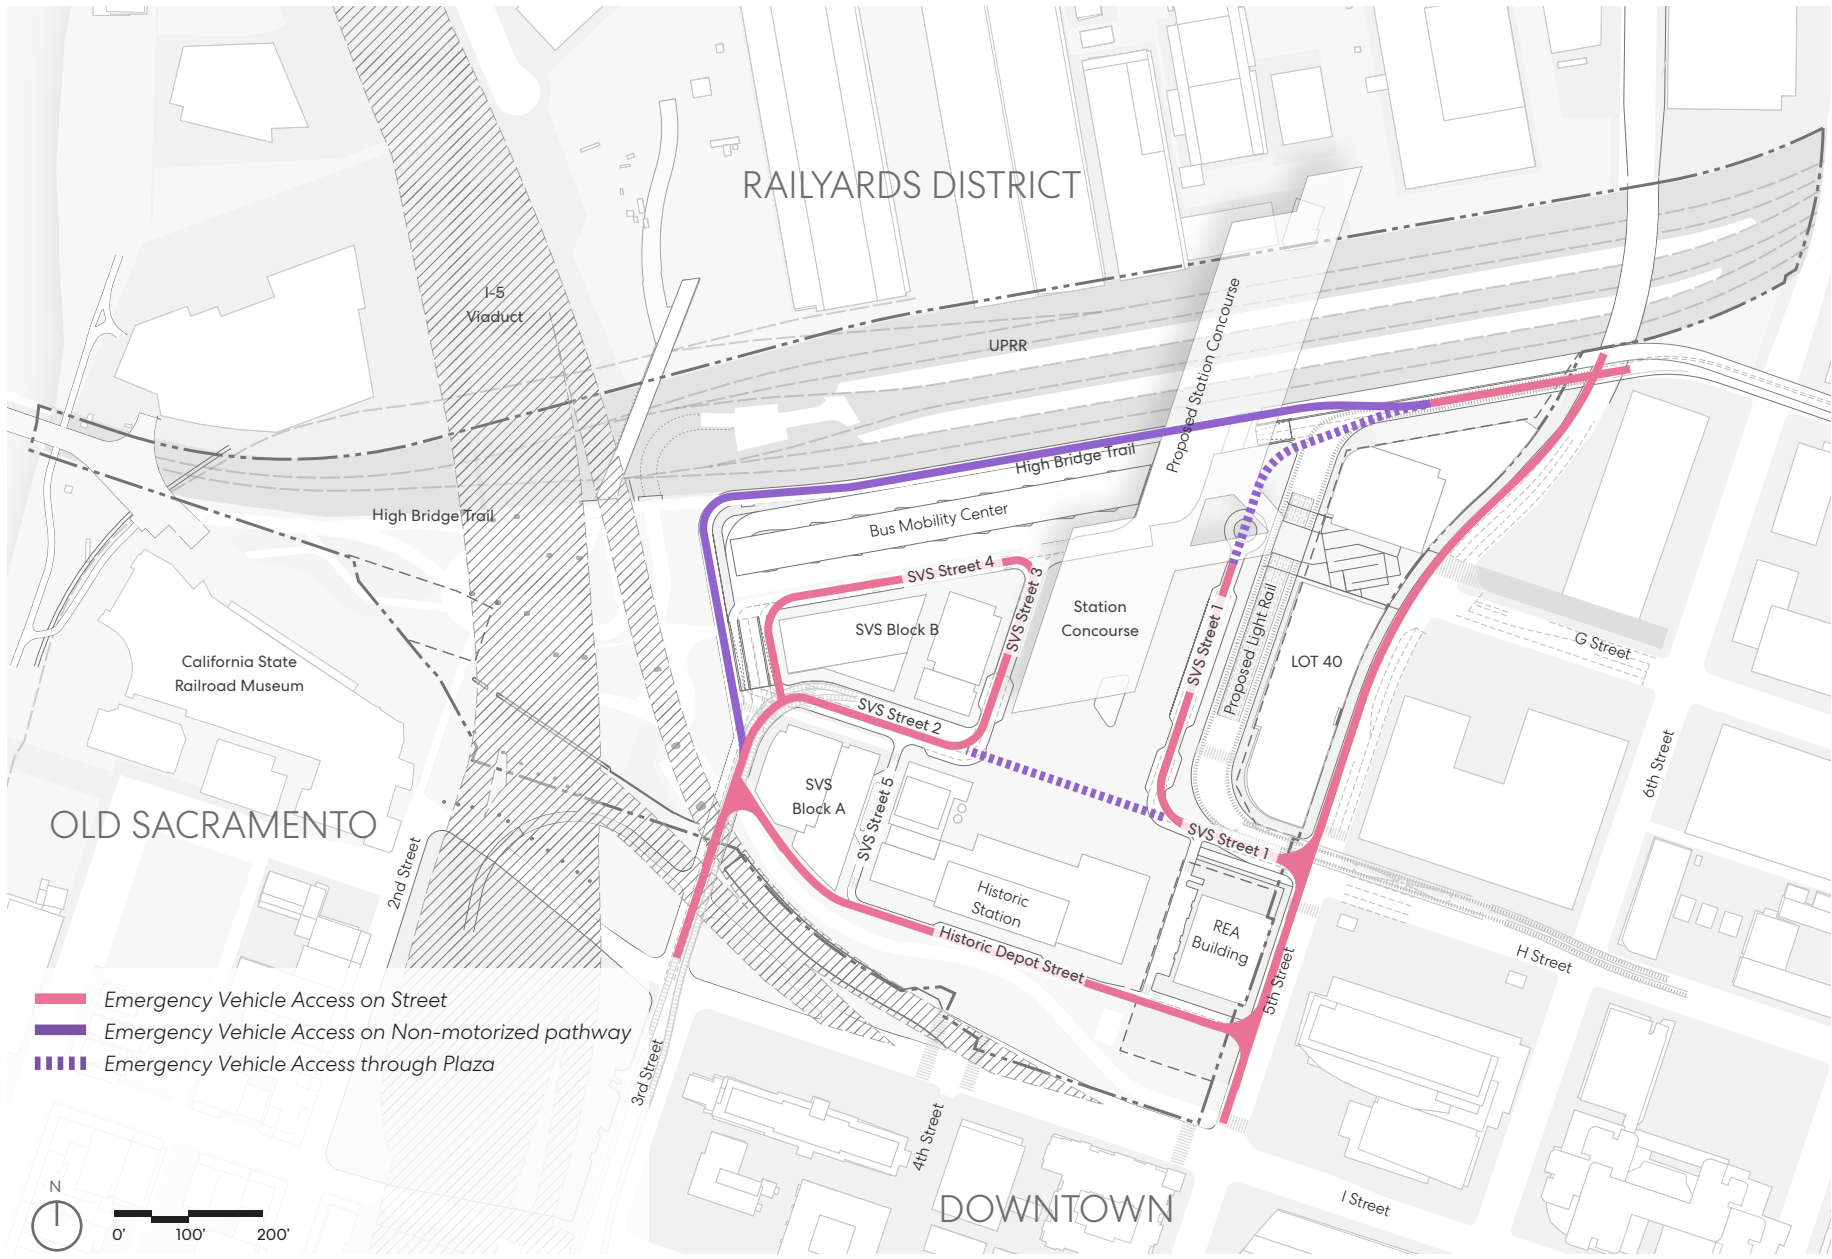 RAILYARDS DISTRICT
I-5
Viaduct
UPRR
Proposed Station Concourse
High Bridge Trail
High Bridge Trail
Bus Mobility Center
SVS Street 4
SVS Street 3
SVS Block B
Station
Concourse
SVS Street 1
Proposed Light Rail
LOT 40
G Street
California State
Railroad Museum
SVS Street 2
6th Street
SVS
Block A
SVS Street 5
OLD SACRAMENTO
2nd Street
SVS Street 1
Historic
Station
REA
Building
Historic Depot Street
H Street
5th Street
Emergency Vehicle Access on Street
Emergency Vehicle Access on Non-motorized pathway
Emergency Vehicle Access through Plaza
3rd Street
4th Street
DOWNTOWN
I Street
N
0' 100' 200'